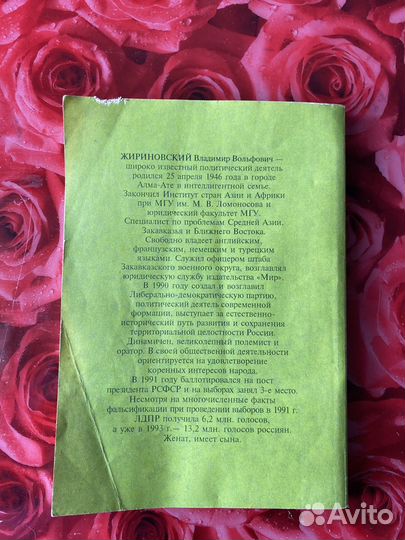 ЖИРИНОВСКИЙ Владимир Вольфович —
широко известный политический деятель
родился 25 апреля 1946 года в городе
Алма-Ате в интеллигентной семье.
Закончил Институт стран Азии и Африки
при МГУ им. М. В. Ломоносова и
юридический факультет МГУ.
Специалист по проблемам Средней Азии,
Закавказья и Ближнего Востока.
Свободно владеет английским,
французским, немецким и турецким
языками. Служил офицером штаба
Закавказского военного округа, возглавлял
юридическую службу издательства «Мир».
В 1990 году создал и возглавил
Либерально-демократическую партию,
политический деятель современной
формации, выступает за естественно-
исторический путь развития и сохранения
территориальной целостности России.
Динамичен, великолепный полемист и
оратор. В своей общественной деятельности
ориентируется на удовлетворение
коренных интересов народа.
В 1991 году баллотировался на пост
президента РСФСР и на выборах занял 3-е место.
Несмотря на многочисленные факты
фальсификации при проведении выборов в 1991 г.
ЛДПР получила 6,2 млн. голосов,
а уже в 1993 г.— 13,2 млн. голосов россиян.
Женат, имеет сына.
Avito